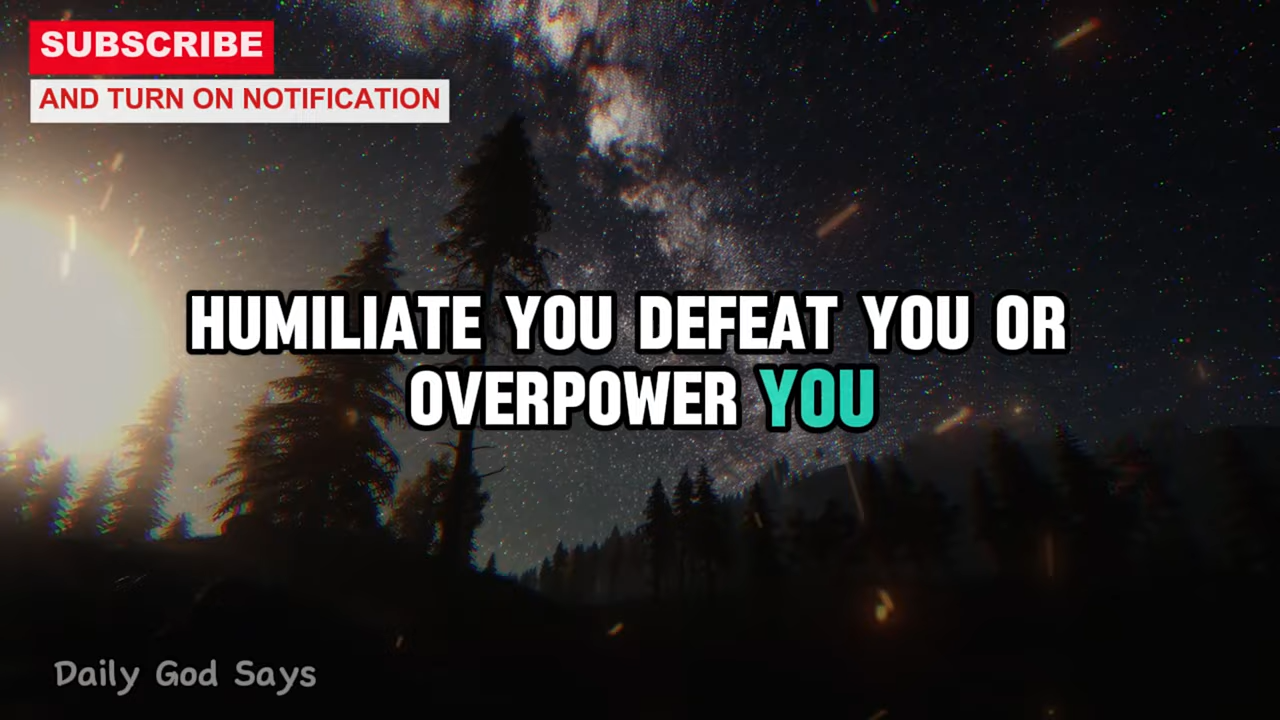 SUBSCRIBE
AND TURN ON NOTIFICATION
HUMILIATE YOU DEFEAT YOU OR
OVERPOWER YOU
Daily God Says